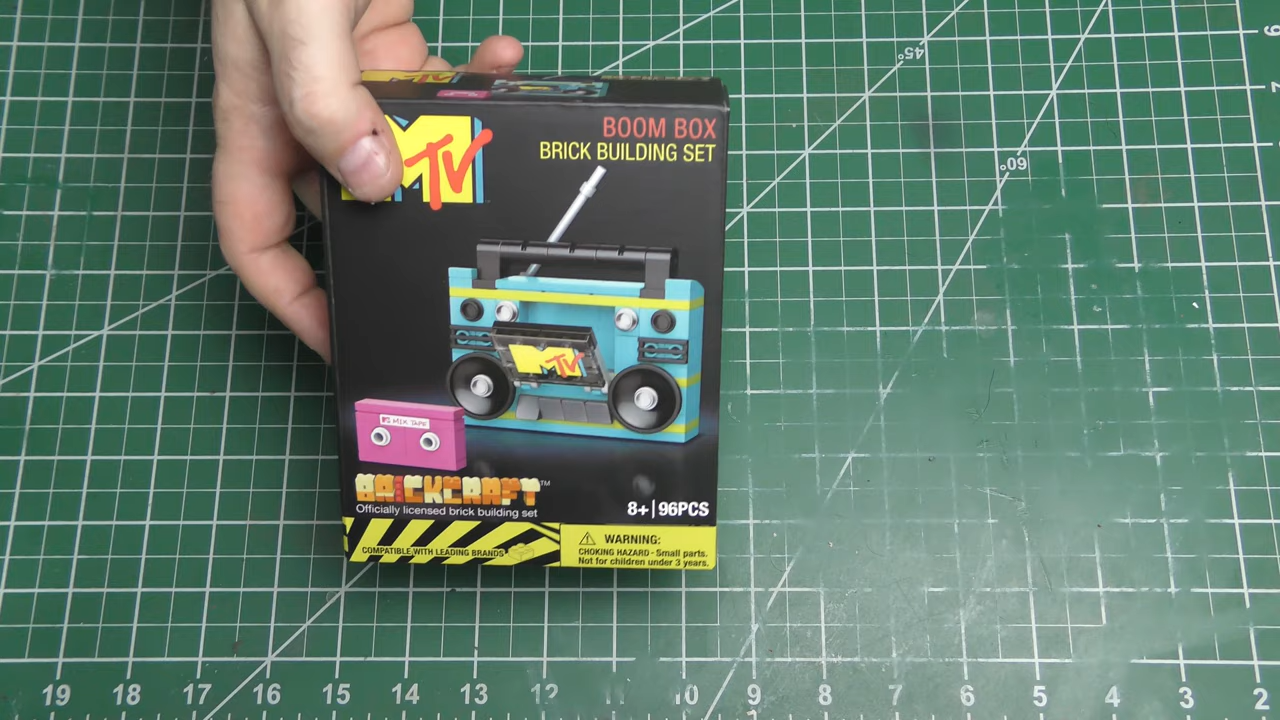 MTV
BOOM BOX
BRICK BUILDING SET
MTV
MIX TAPE
BRICKCRAFT™
Officially licensed brick building set
8+ | 96PCS
COMPATIBLE WITH LEADING BRANDS
⚠ WARNING:
CHOKING HAZARD - Small parts.
Not for children under 3 years.
45°
60°
19 18 17 16 15 14 13 12 11 10 9 8 7 6 5 4 3 2